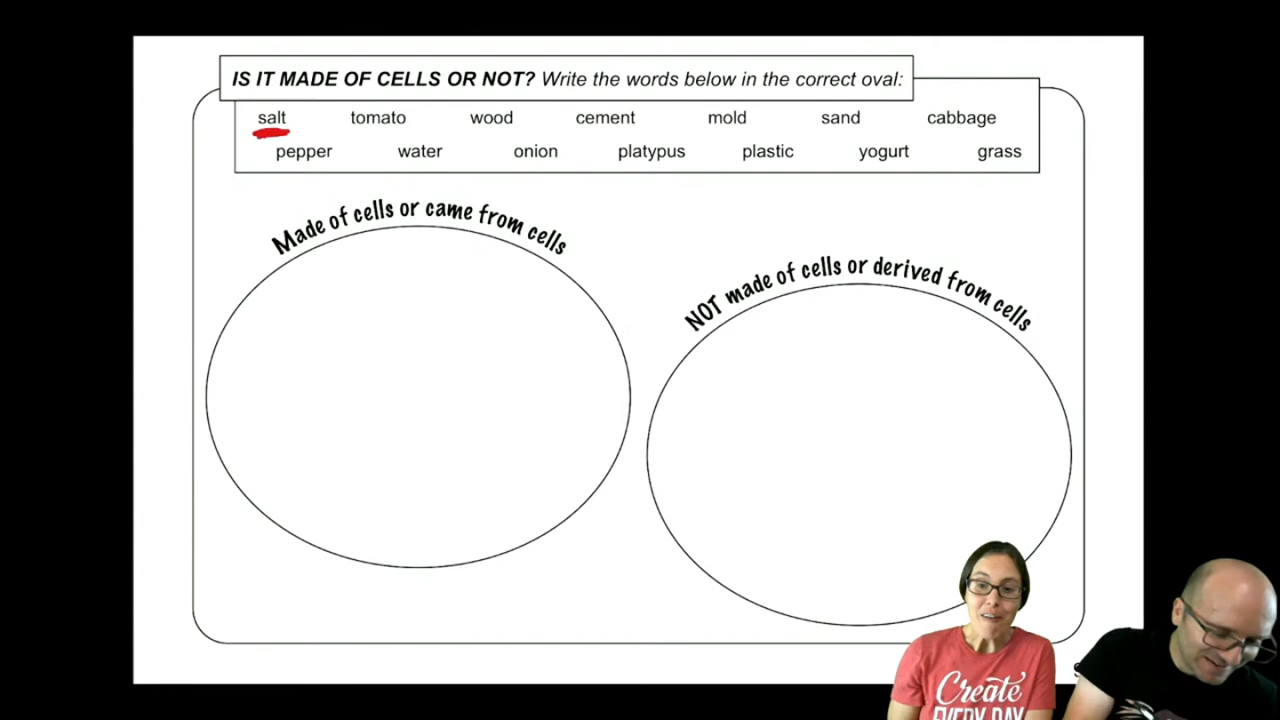 IS IT MADE OF CELLS OR NOT? Write the words below in the correct oval:
salt tomato wood cement mold sand cabbage
pepper water onion platypus plastic yogurt grass
Made of cells or came from cells
NOT made of cells or derived from cells
Create
EVERY DAY